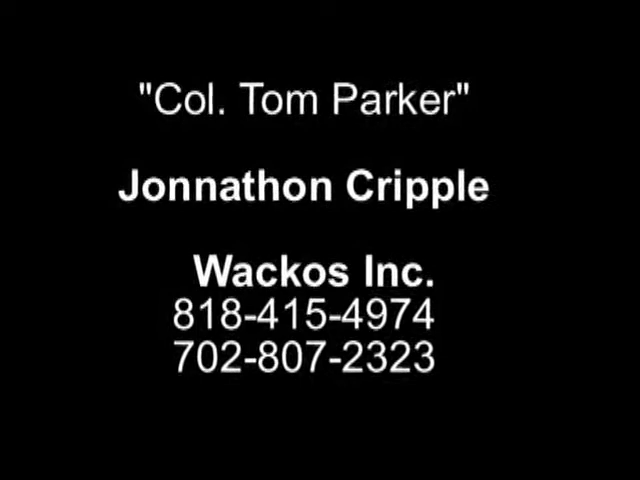 "Col. Tom Parker"
Jonnathon Cripple
Wackos Inc.
818-415-4974
702-807-2323